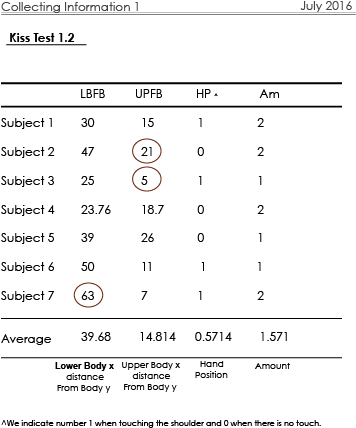 Collecting Information 1 July 2016
Kiss Test 1.2
LBFB UPFB HP ▴ Am
Subject 1 30 15 1 2
Subject 2 47 21 0 2
Subject 3 25 5 1 1
Subject 4 23.76 18.7 0 2
Subject 5 39 26 0 1
Subject 6 50 11 1 1
Subject 7 63 7 1 2
Average 39.68 14.814 0.5714 1.571
Lower Body x Upper Body x Hand Amount
distance distance Position
From Body y From Body y
^We indicate number 1 when touching the shoulder and 0 when there is no touch.